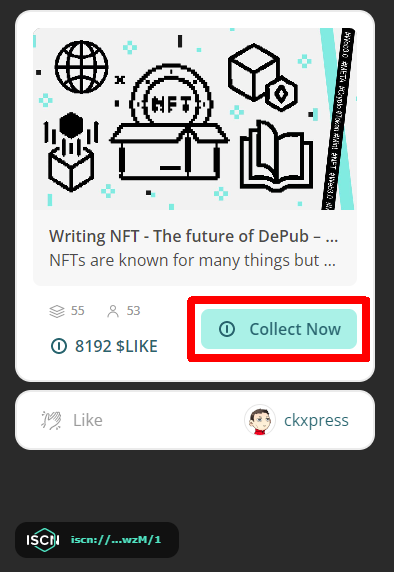 NFT
Writing NFT - The future of DePub – ...
NFTs are known for many things but ...
55
53
8192 $LIKE
Collect Now
Like
ckxpress
ISCN
iscn://...wzM/1